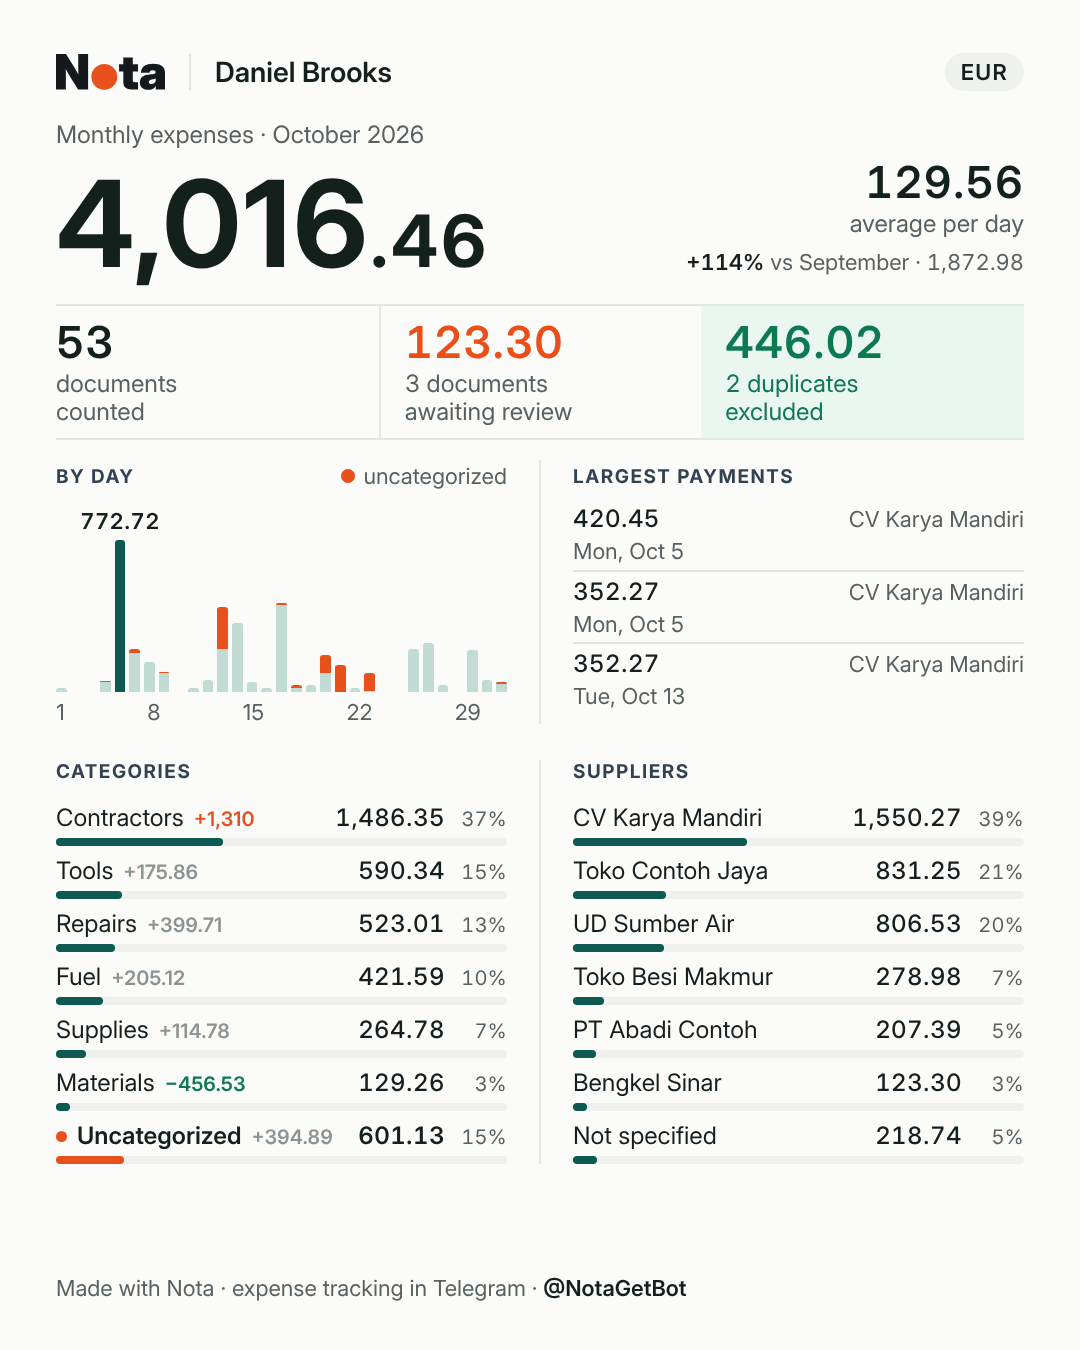 Nota
Daniel Brooks
EUR
Monthly expenses · October 2026
4,016.46
129.56
average per day
+114% vs September · 1,872.98
53
documents
counted
123.30
3 documents
awaiting review
446.02
2 duplicates
excluded
BY DAY
uncategorized
772.72
1 8 15 22 29
LARGEST PAYMENTS
420.45 CV Karya Mandiri
Mon, Oct 5
352.27 CV Karya Mandiri
Mon, Oct 5
352.27 CV Karya Mandiri
Tue, Oct 13
CATEGORIES
Contractors +1,310 1,486.35 37%
Tools +175.86 590.34 15%
Repairs +399.71 523.01 13%
Fuel +205.12 421.59 10%
Supplies +114.78 264.78 7%
Materials −456.53 129.26 3%
Uncategorized +394.89 601.13 15%
SUPPLIERS
CV Karya Mandiri 1,550.27 39%
Toko Contoh Jaya 831.25 21%
UD Sumber Air 806.53 20%
Toko Besi Makmur 278.98 7%
PT Abadi Contoh 207.39 5%
Bengkel Sinar 123.30 3%
Not specified 218.74 5%
Made with Nota · expense tracking in Telegram · @NotaGetBot